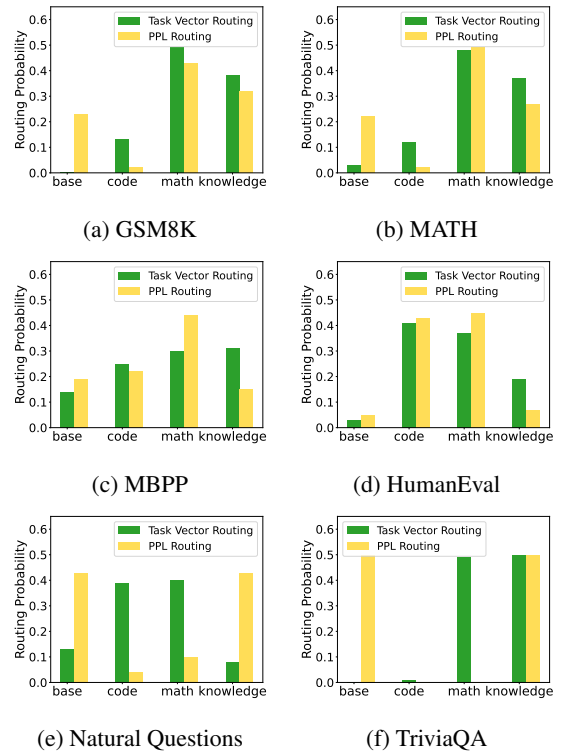 Routing Probability
0.6
0.5
0.4
0.3
0.2
0.1
0.0
Task Vector Routing
PPL Routing
base code math knowledge
(a) GSM8K
Routing Probability
0.6
0.5
0.4
0.3
0.2
0.1
0.0
Task Vector Routing
PPL Routing
base code math knowledge
(b) MATH
Routing Probability
0.6
0.5
0.4
0.3
0.2
0.1
0.0
Task Vector Routing
PPL Routing
base code math knowledge
(c) MBPP
Routing Probability
0.6
0.5
0.4
0.3
0.2
0.1
0.0
Task Vector Routing
PPL Routing
base code math knowledge
(d) HumanEval
Routing Probability
0.6
0.5
0.4
0.3
0.2
0.1
0.0
Task Vector Routing
PPL Routing
base code math knowledge
(e) Natural Questions
Routing Probability
0.6
0.5
0.4
0.3
0.2
0.1
0.0
Task Vector Routing
PPL Routing
base code math knowledge
(f) TriviaQA